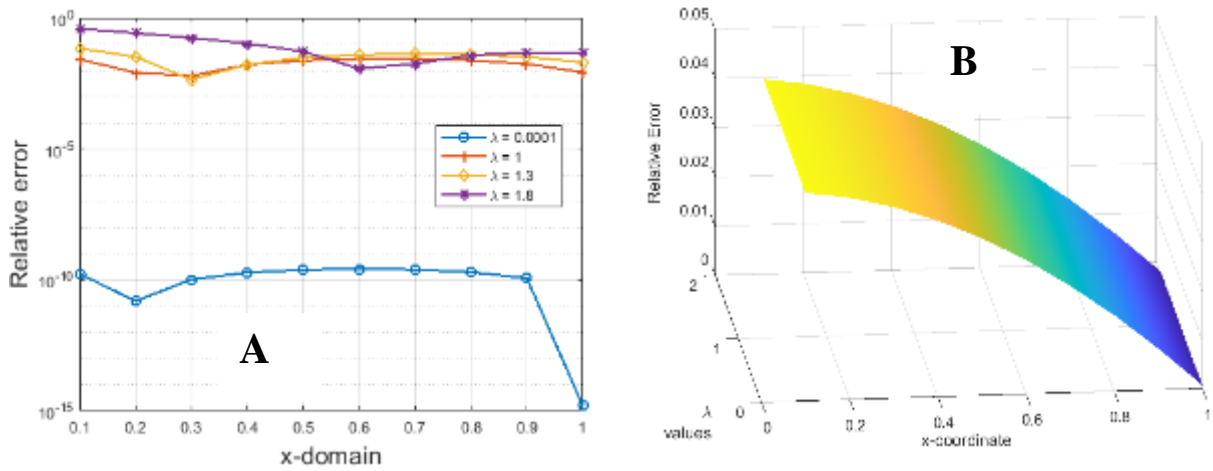 10^0
10^-5
10^-10
10^-15
Relative error
λ = 0.0001
λ = 1
λ = 1.3
λ = 1.8
A
0.1 0.2 0.3 0.4 0.5 0.6 0.7 0.8 0.9 1
x-domain
B
0.05
0.04
0.03
0.02
0.01
0
Relative Error
2
1
0
λ
values
0 0.2 0.4 0.6 0.8 1
x-coordinate